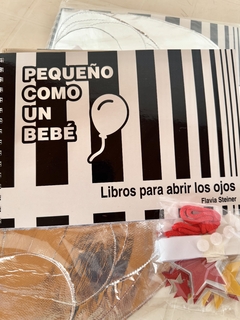 PEQUEÑO
COMO
UN
BEBÉ
Libros para abrir los ojos
Flavia Steiner